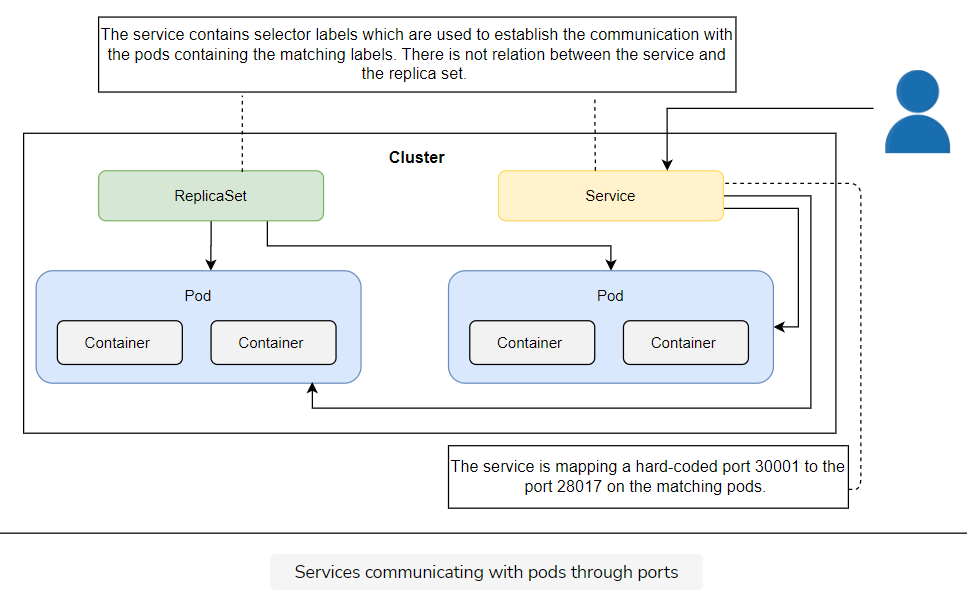 The service contains selector labels which are used to establish the communication with
the pods containing the matching labels. There is not relation between the service and
the replica set.
Cluster
ReplicaSet
Service
Pod
Pod
Container
Container
Container
Container
The service is mapping a hard-coded port 30001 to the
port 28017 on the matching pods.
Services communicating with pods through ports